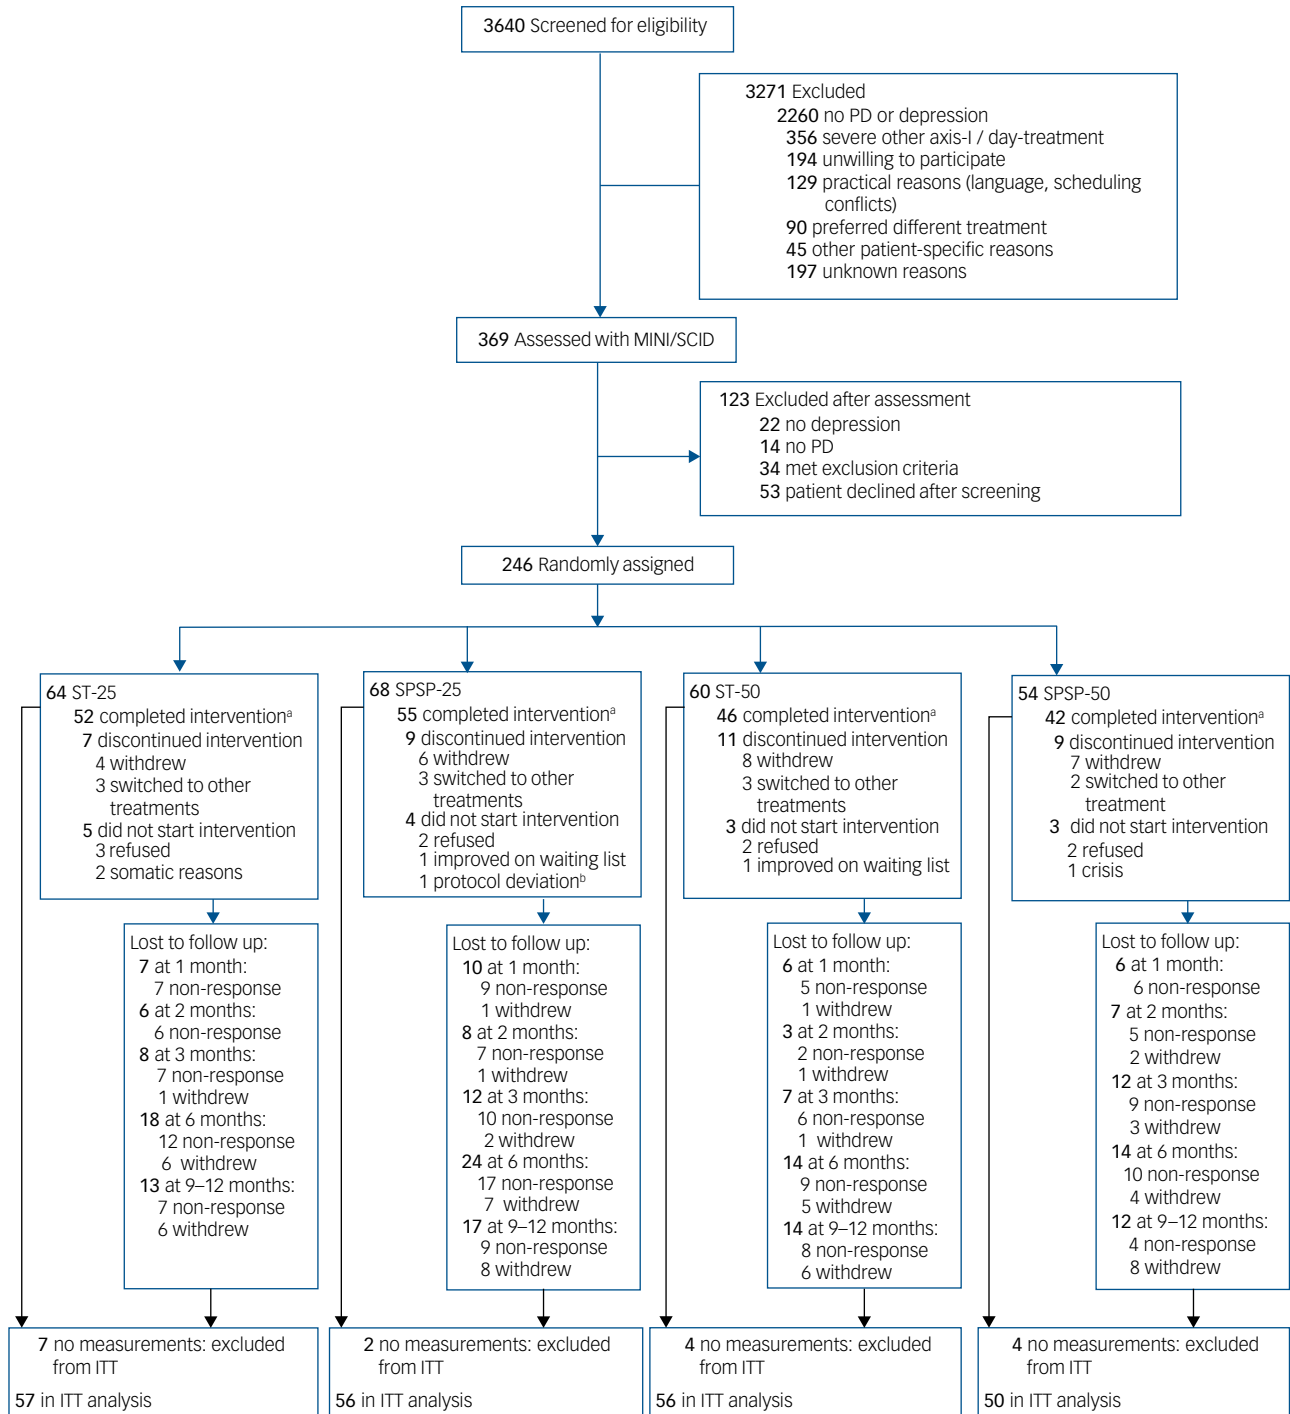 3640 Screened for eligibility
3271 Excluded
2260 no PD or depression
356 severe other axis-I / day-treatment
194 unwilling to participate
129 practical reasons (language, scheduling
conflicts)
90 preferred different treatment
45 other patient-specific reasons
197 unknown reasons
369 Assessed with MINI/SCID
123 Excluded after assessment
22 no depression
14 no PD
34 met exclusion criteria
53 patient declined after screening
246 Randomly assigned
64 ST-25
52 completed interventionᵃ
7 discontinued intervention
4 withdrew
3 switched to other
treatments
5 did not start intervention
3 refused
2 somatic reasons
68 SPSP-25
55 completed interventionᵃ
9 discontinued intervention
6 withdrew
3 switched to other
treatments
4 did not start intervention
2 refused
1 improved on waiting list
1 protocol deviationᵇ
60 ST-50
46 completed interventionᵃ
11 discontinued intervention
8 withdrew
3 switched to other
treatments
3 did not start intervention
2 refused
1 improved on waiting list
54 SPSP-50
42 completed interventionᵃ
9 discontinued intervention
7 withdrew
2 switched to other
treatment
3 did not start intervention
2 refused
1 crisis
Lost to follow up:
7 at 1 month:
7 non-response
6 at 2 months:
6 non-response
8 at 3 months:
7 non-response
1 withdrew
18 at 6 months:
12 non-response
6 withdrew
13 at 9–12 months:
7 non-response
6 withdrew
Lost to follow up:
10 at 1 month:
9 non-response
1 withdrew
8 at 2 months:
7 non-response
1 withdrew
12 at 3 months:
10 non-response
2 withdrew
24 at 6 months:
17 non-response
7 withdrew
17 at 9–12 months:
9 non-response
8 withdrew
Lost to follow up:
6 at 1 month:
5 non-response
1 withdrew
3 at 2 months:
2 non-response
1 withdrew
7 at 3 months:
6 non-response
1 withdrew
14 at 6 months:
9 non-response
5 withdrew
14 at 9–12 months:
8 non-response
6 withdrew
Lost to follow up:
6 at 1 month:
6 non-response
7 at 2 months:
5 non-response
2 withdrew
12 at 3 months:
9 non-response
3 withdrew
14 at 6 months:
10 non-response
4 withdrew
12 at 9–12 months:
4 non-response
8 withdrew
7 no measurements: excluded
from ITT
57 in ITT analysis
2 no measurements: excluded
from ITT
56 in ITT analysis
4 no measurements: excluded
from ITT
56 in ITT analysis
4 no measurements: excluded
from ITT
50 in ITT analysis